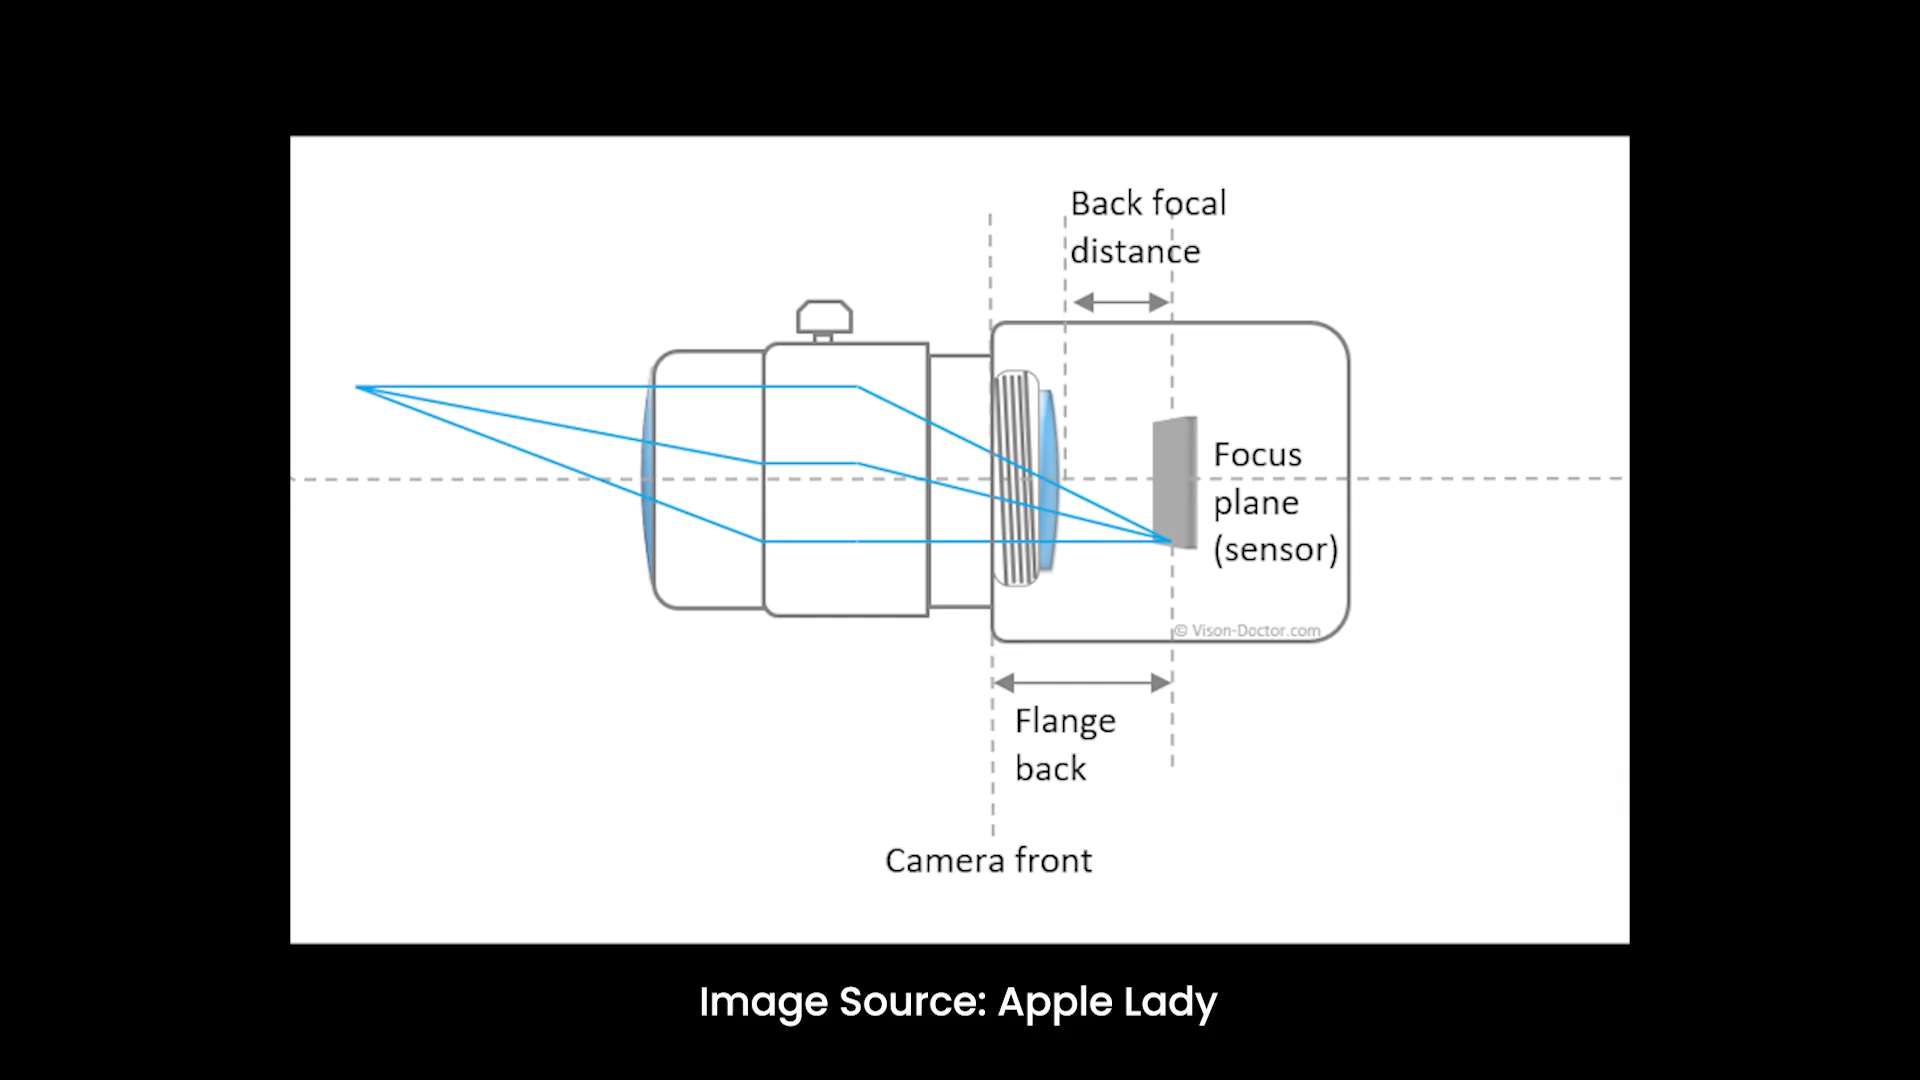 Back focal
distance
Focus
plane
(sensor)
© Vison-Doctor.com
Flange
back
Camera front
Image Source: Apple Lady